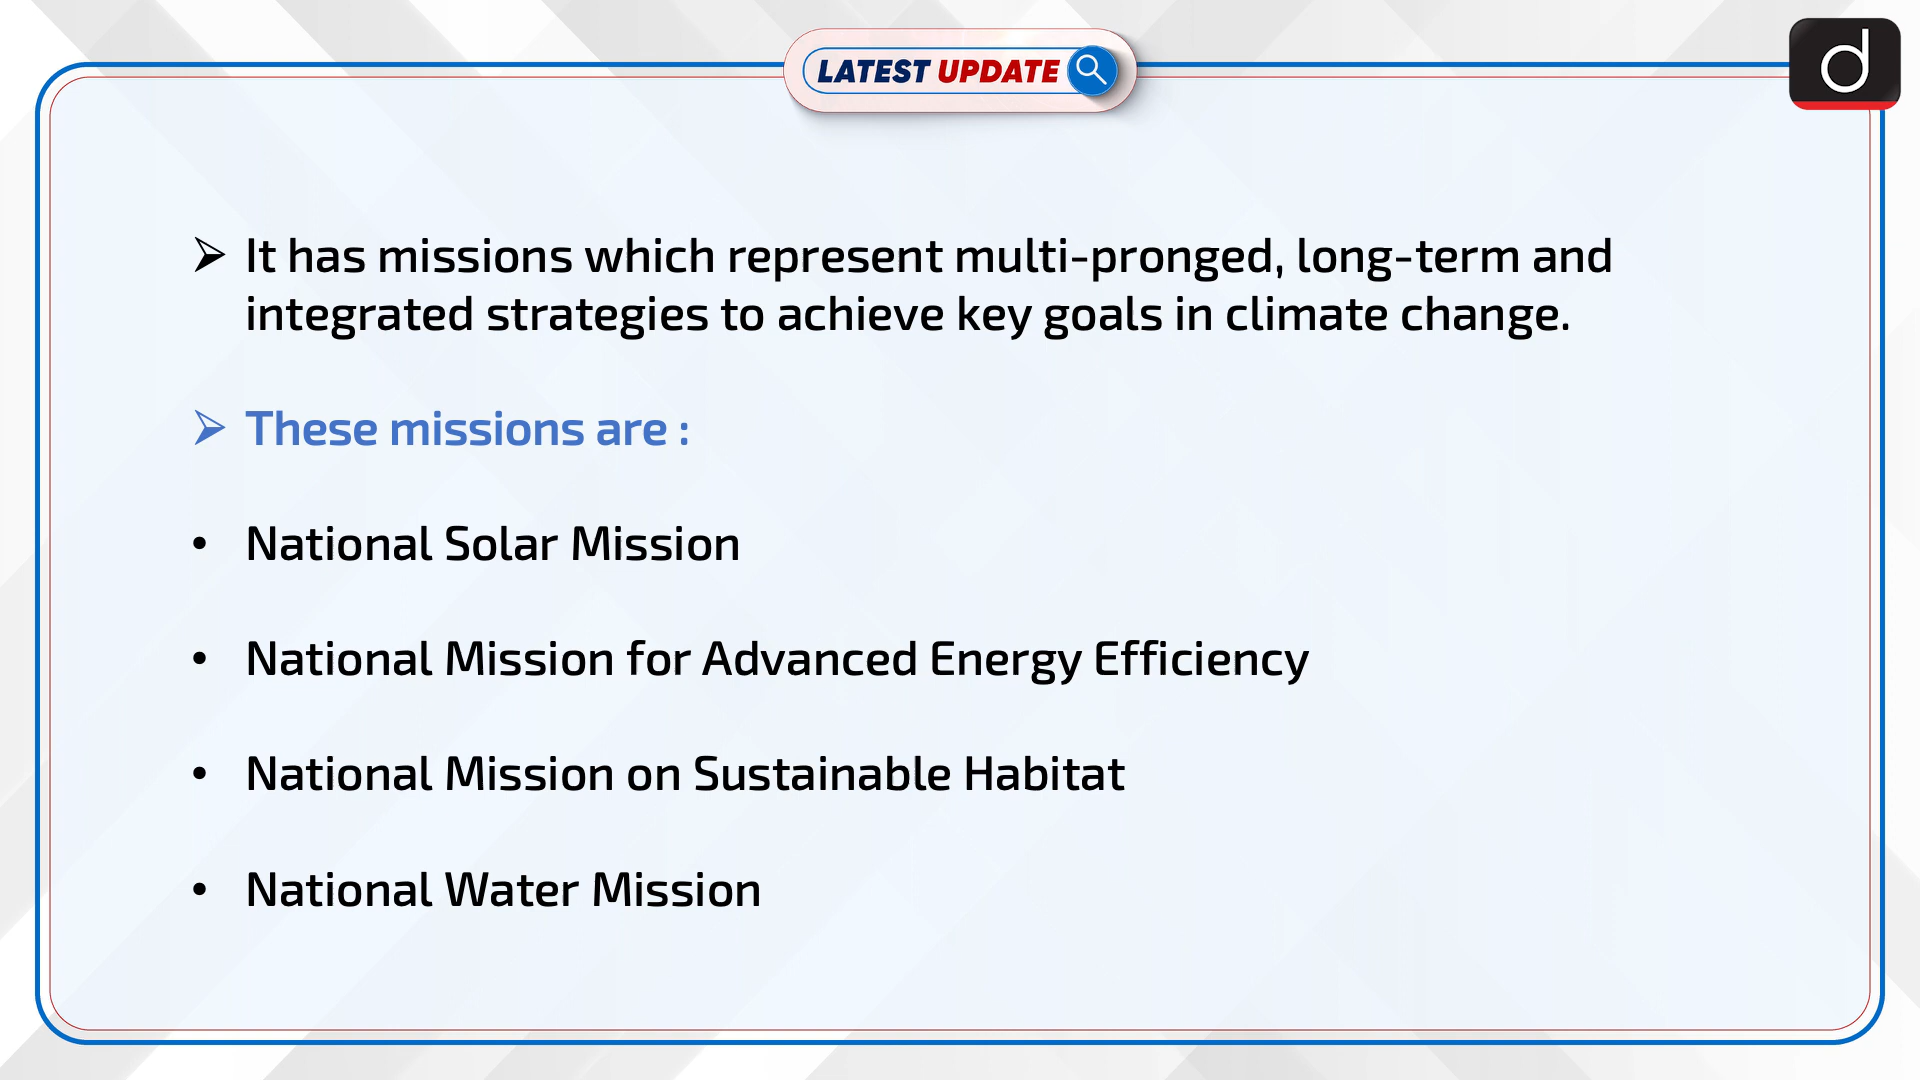 LATEST UPDATE
d
➢ It has missions which represent multi-pronged, long-term and
integrated strategies to achieve key goals in climate change.
➢ These missions are :
• National Solar Mission
• National Mission for Advanced Energy Efficiency
• National Mission on Sustainable Habitat
• National Water Mission